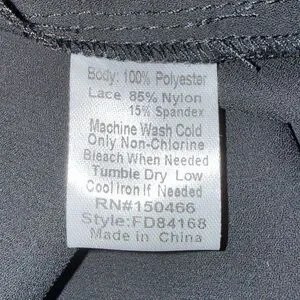 Body: 100% Polyester
Lace 85% Nylon
15% Spandex
Machine Wash Cold
Only Non-Chlorine
Bleach When Needed
Tumble Dry Low
Cool Iron If Needed
RN#150466
Style:FD84168
Made in China